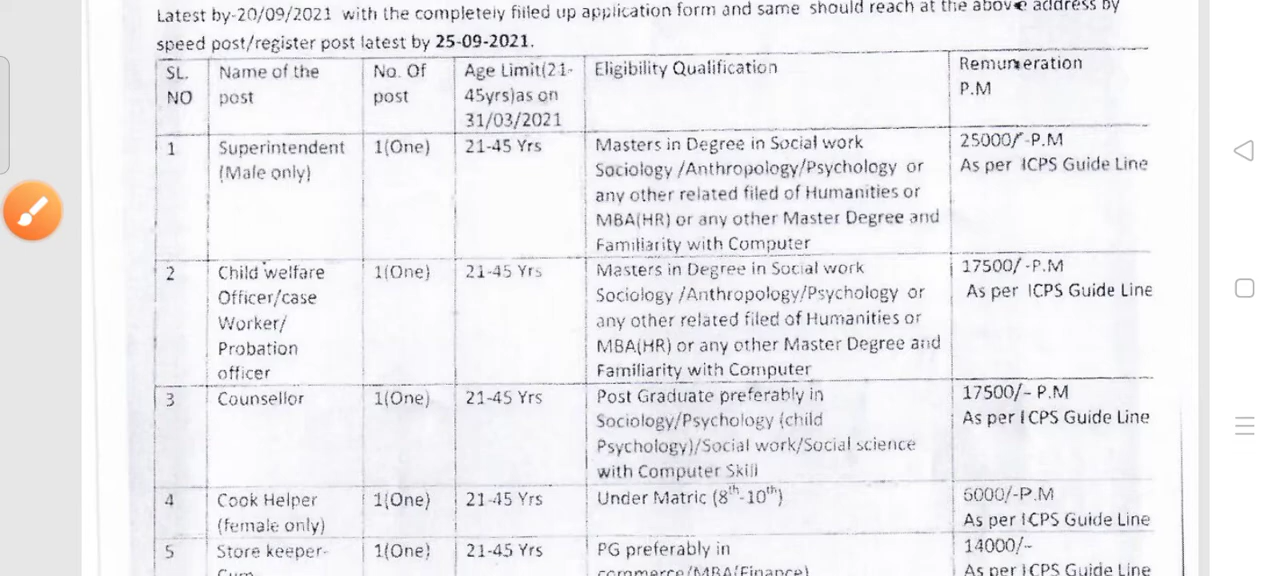 Latest by-20/09/2021 with the completely filled up application form and same should reach at the above address by
speed post/register post latest by 25-09-2021.
SL. NO
Name of the post
No. Of post
Age Limit(21-45yrs)as on 31/03/2021
Eligibility Qualification
Remuneration P.M
1
Superintendent
(Male only)
1(One)
21-45 Yrs
Masters in Degree in Social work
Sociology /Anthropology/Psychology or
any other related filed of Humanities or
MBA(HR) or any other Master Degree and
Familiarity with Computer
25000/-P.M
As per ICPS Guide Line
2
Child welfare
Officer/case
Worker/
Probation
officer
1(One)
21-45 Yrs
Masters in Degree in Social work
Sociology /Anthropology/Psychology or
any other related filed of Humanities or
MBA(HR) or any other Master Degree and
Familiarity with Computer
17500/-P.M
As per ICPS Guide Line
3
Counsellor
1(One)
21-45 Yrs
Post Graduate preferably in
Sociology/Psychology (child
Psychology)/Social work/Social science
with Computer Skill
17500/- P.M
As per ICPS Guide Line
4
Cook Helper
(female only)
1(One)
21-45 Yrs
Under Matric (8th-10th)
6000/-P.M
As per ICPS Guide Line
5
Store keeper-
Cum
1(One)
21-45 Yrs
PG preferably in
commerce/MBA(Finance)
14000/-
As per ICPS Guide Line